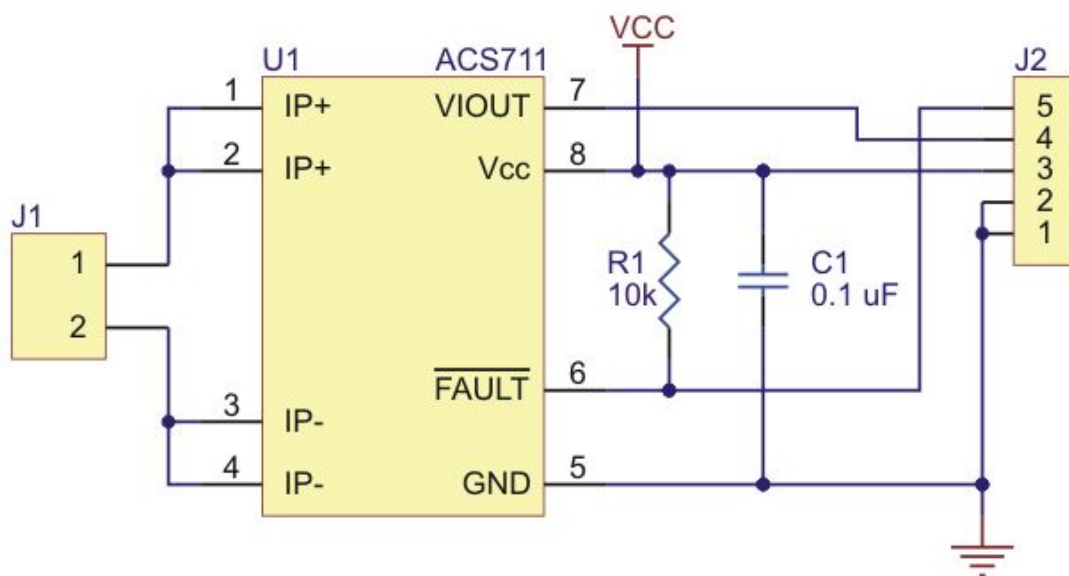 VCC
U1 ACS711 J2
1 IP+ VIOUT 7 5
4
2 IP+ Vcc 8 3
2
J1 1
1 R1 C1
10k 0.1 uF
2
FAULT 6
3 IP-
4 IP- GND 5